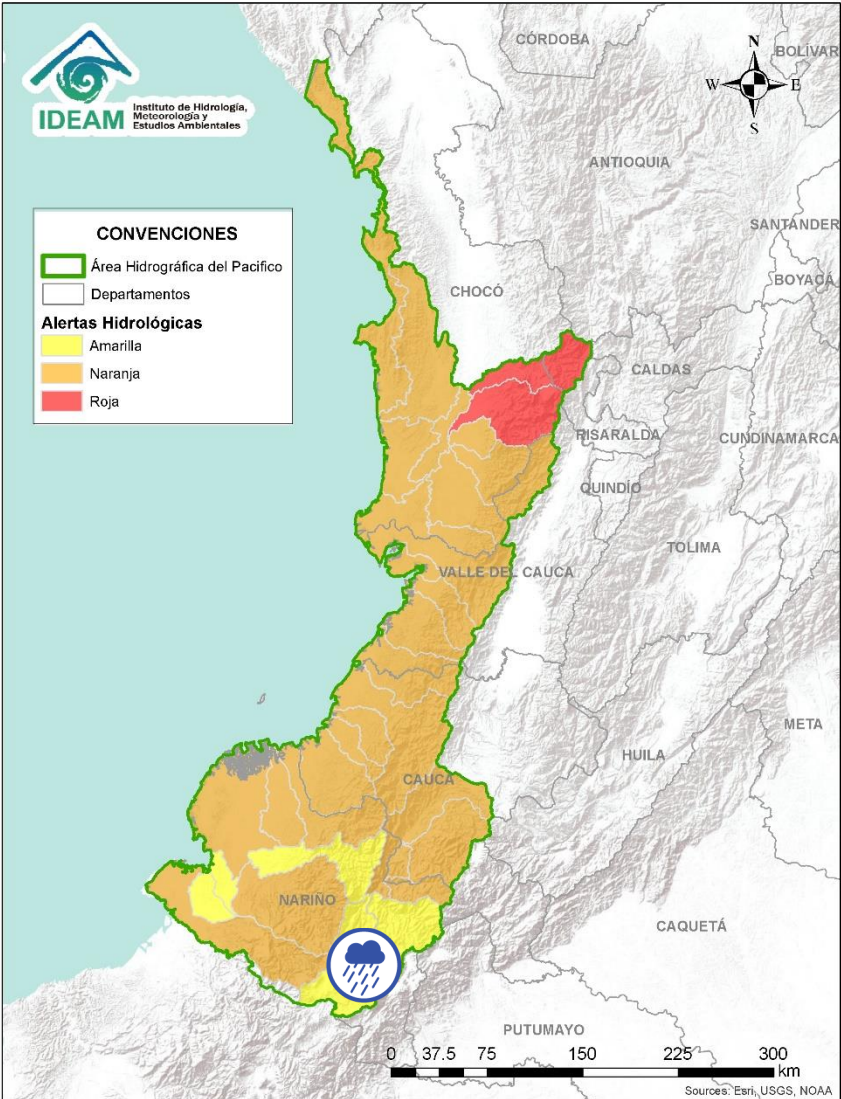 IDEAM
Instituto de Hidrología,
Meteorología y
Estudios Ambientales
N
W
E
S
CONVENCIONES
Área Hidrográfica del Pacifico
Departamentos
Alertas Hidrológicas
Amarilla
Naranja
Roja
CÓRDOBA
BOLÍVAR
ANTIOQUIA
SANTANDER
BOYACÁ
CHOCÓ
CALDAS
RISARALDA
CUNDINAMARCA
QUINDÍO
TOLIMA
VALLE DEL CAUCA
META
HUILA
CAUCA
NARIÑO
CAQUETÁ
PUTUMAYO
0 37.5 75 150 225 300
km
Sources: Esri, USGS, NOAA